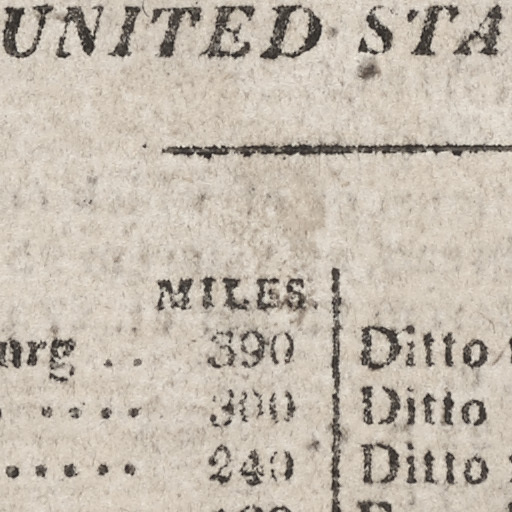 UNITED STA
MILES.
urg .. 390 Ditto
.... 300 Ditto
..... 240 Ditto